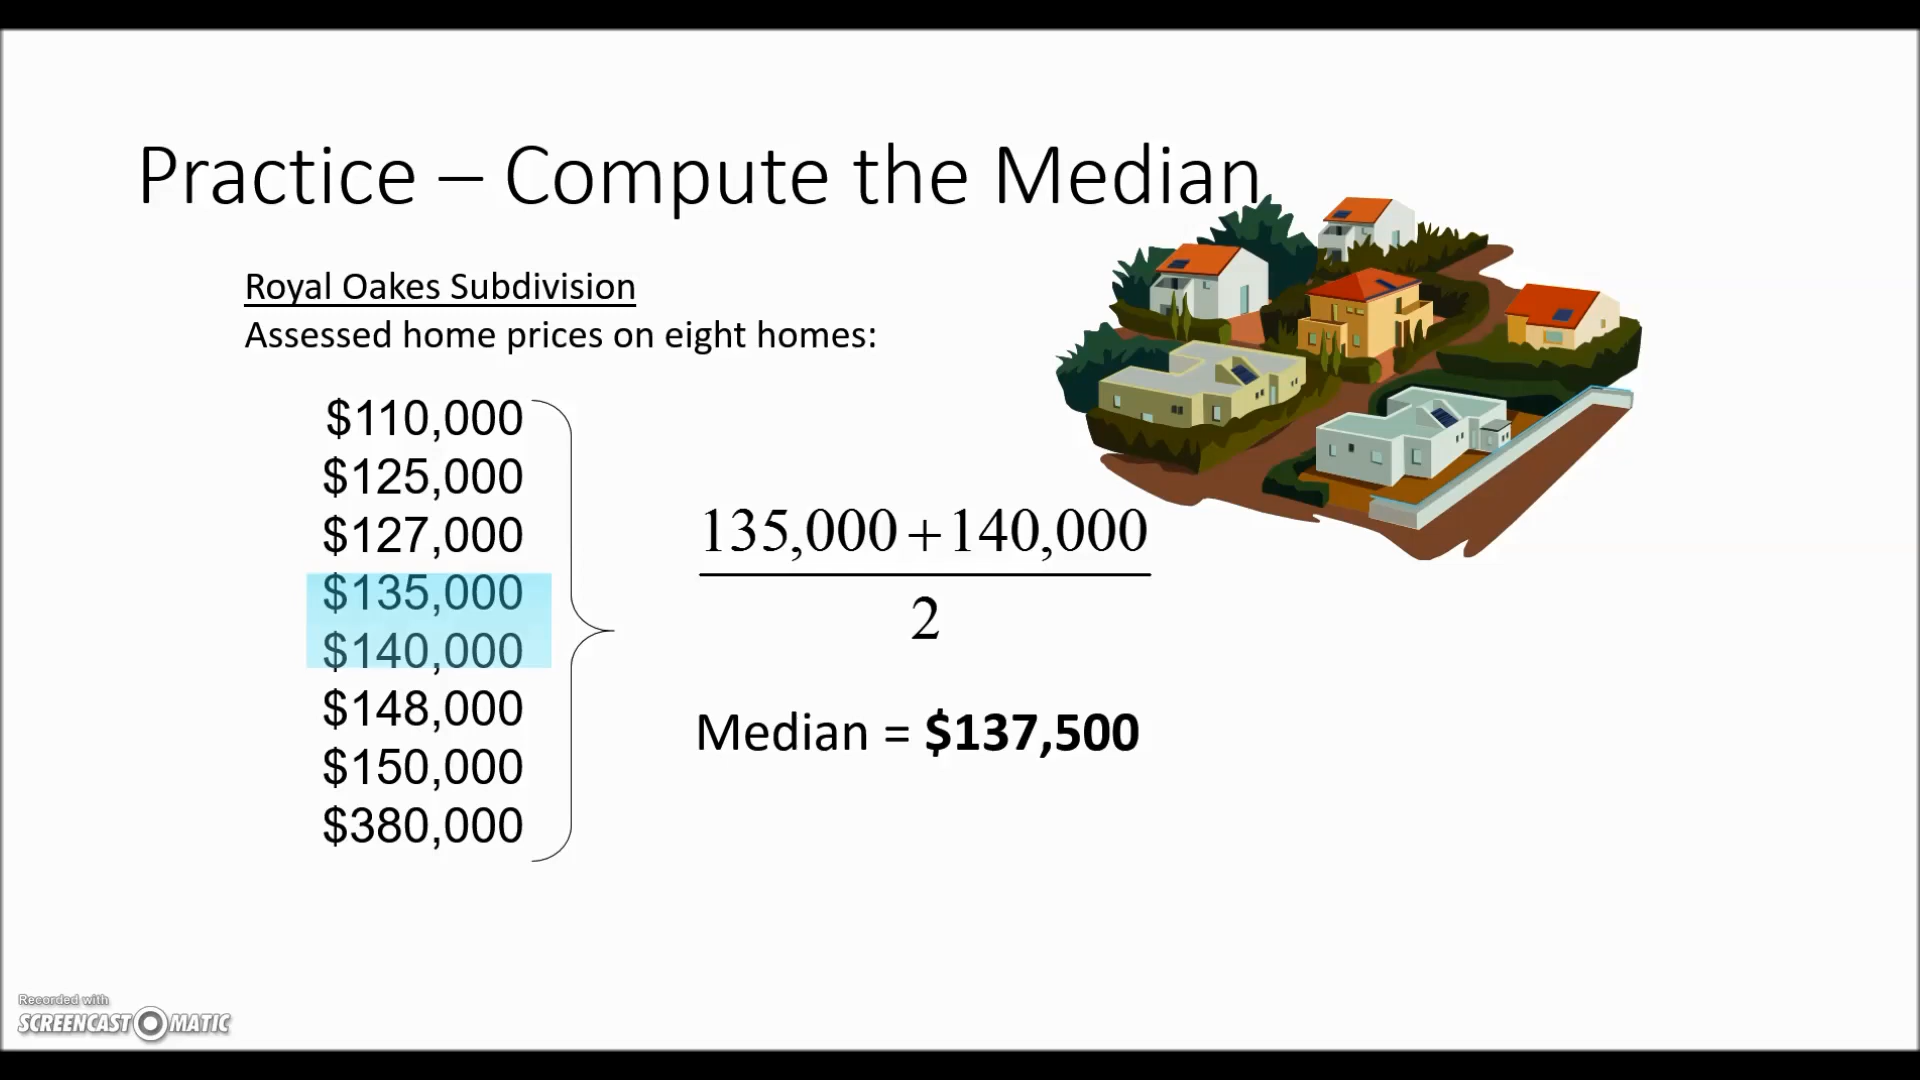 Practice – Compute the Median
Royal Oakes Subdivision
Assessed home prices on eight homes:
$110,000
$125,000
$127,000
$135,000
$140,000
$148,000
$150,000
$380,000
135,000+140,000
2
Median = $137,500
Recorded with
SCREENCAST MATIC